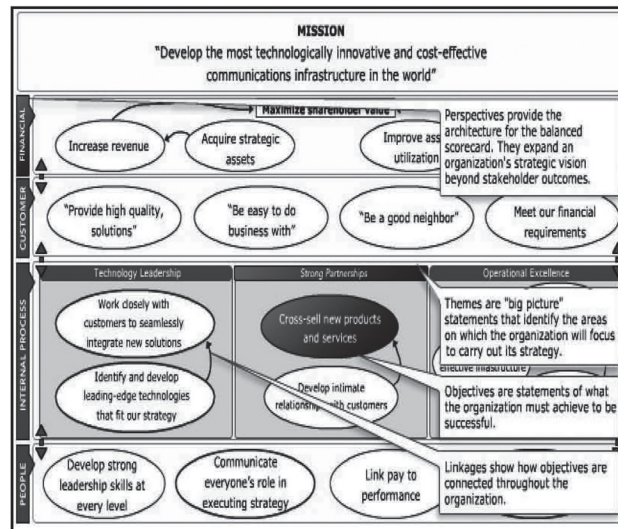 MISSION
“Develop the most technologically innovative and cost-effective
communications infrastructure in the world”
FINANCIAL
Maximize shareholder value
Increase revenue
Acquire strategic
assets
Improve ass
utilization
Perspectives provide the
architecture for the balanced
scorecard. They expand an
organization's strategic vision
beyond stakeholder outcomes.
CUSTOMER
“Provide high quality,
solutions”
“Be easy to do
business with”
“Be a good neighbor”
Meet our financial
requirements
INTERNAL PROCESS
Technology Leadership
Strong Partnerships
Operational Excellence
Work closely with
customers to seamlessly
integrate new solutions
Identify and develop
leading-edge technologies
that fit our strategy
Cross-sell new products
and services
Develop intimate
relationship with customers
Themes are “big picture”
statements that identify the areas
on which the organization will focus
to carry out its strategy.
Objectives are statements of what
the organization must achieve to be
successful.
Linkages show how objectives are
connected throughout the
organization.
PEOPLE
Develop strong
leadership skills at
every level
Communicate
everyone's role in
executing strategy
Link pay to
performance